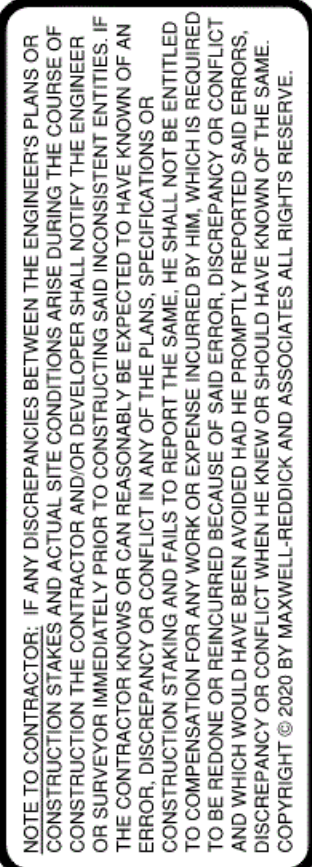 NOTE TO CONTRACTOR: IF ANY DISCREPANCIES BETWEEN THE ENGINEER'S PLANS OR
CONSTRUCTION STAKES AND ACTUAL SITE CONDITIONS ARISE DURING THE COURSE OF
CONSTRUCTION THE CONTRACTOR AND/OR DEVELOPER SHALL NOTIFY THE ENGINEER
OR SURVEYOR IMMEDIATELY PRIOR TO CONSTRUCTING SAID INCONSISTENT ENTITIES. IF
THE CONTRACTOR KNOWS OR CAN REASONABLY BE EXPECTED TO HAVE KNOWN OF AN
ERROR, DISCREPANCY OR CONFLICT IN ANY OF THE PLANS, SPECIFICATIONS OR
CONSTRUCTION STAKING AND FAILS TO REPORT THE SAME, HE SHALL NOT BE ENTITLED
TO COMPENSATION FOR ANY WORK OR EXPENSE INCURRED BY HIM, WHICH IS REQUIRED
TO BE REDONE OR REINCURRED BECAUSE OF SAID ERROR, DISCREPANCY OR CONFLICT
AND WHICH WOULD HAVE BEEN AVOIDED HAD HE PROMPTLY REPORTED SAID ERRORS,
DISCREPANCY OR CONFLICT WHEN HE KNEW OR SHOULD HAVE KNOWN OF THE SAME.
COPYRIGHT © 2020 BY MAXWELL-REDDICK AND ASSOCIATES ALL RIGHTS RESERVE.